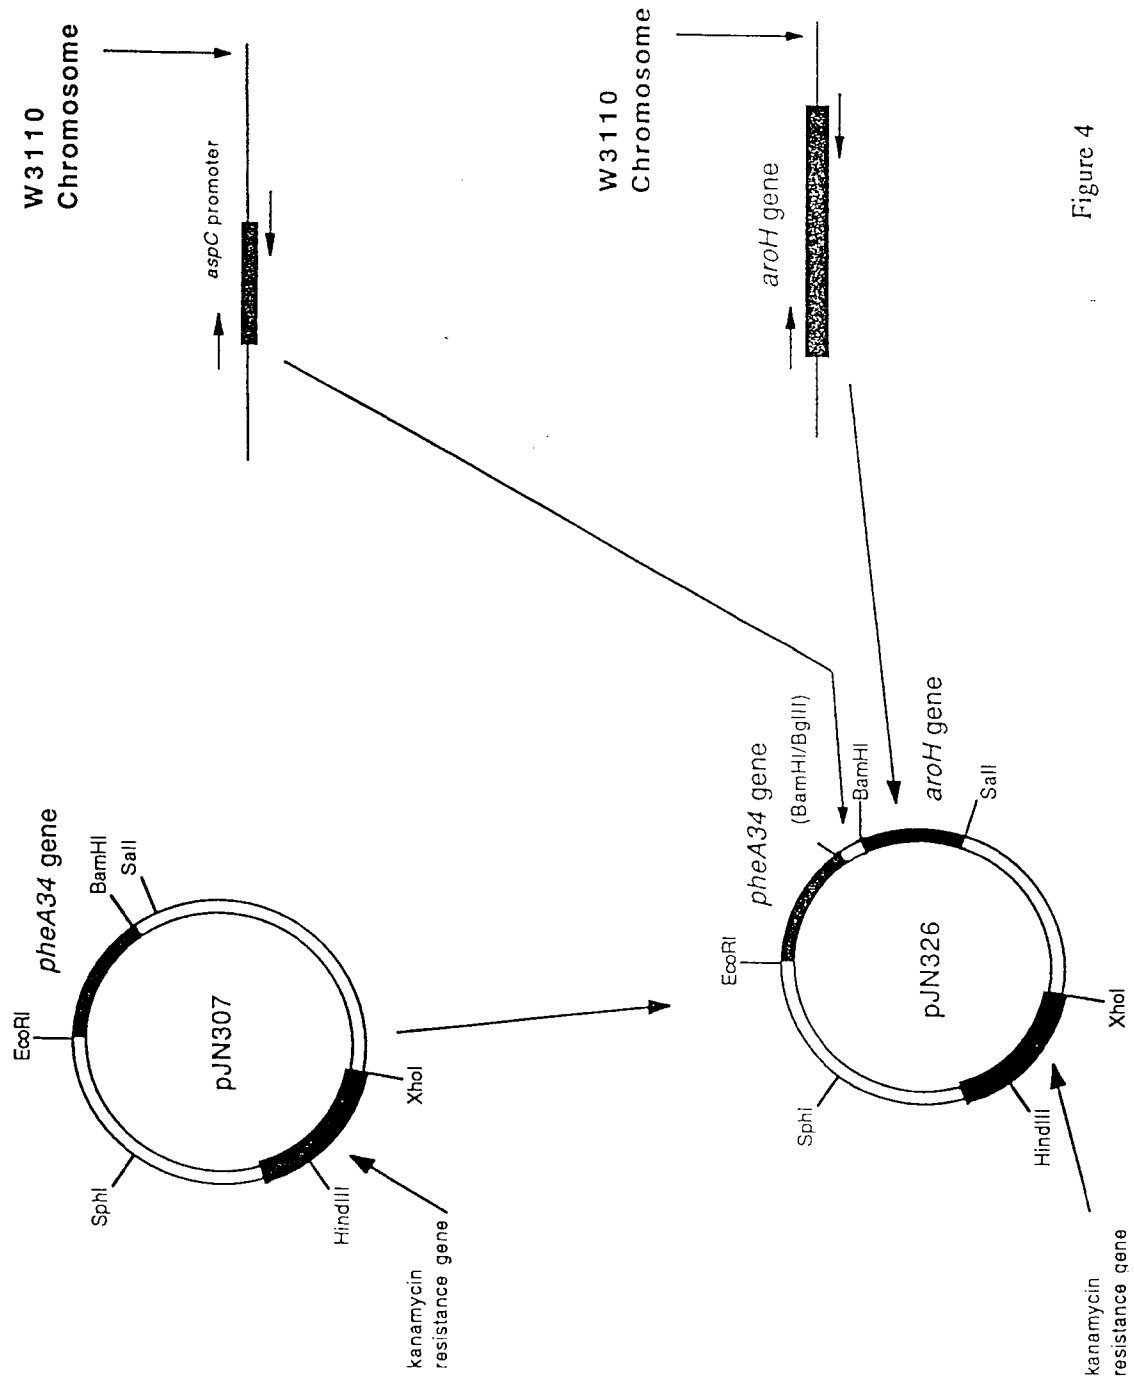 W3110
Chromosome
aspC promoter
W3110
Chromosome
aroH gene
Figure 4
pheA34 gene
EcoRI
BamHI
SalI
pJN307
SphI
XhoI
HindIII
kanamycin
resistance gene
pheA34 gene
(BamHI/BglII)
EcoRI
BamHI
aroH gene
SalI
pJN326
SphI
XhoI
HindIII
kanamycin
resistance gene